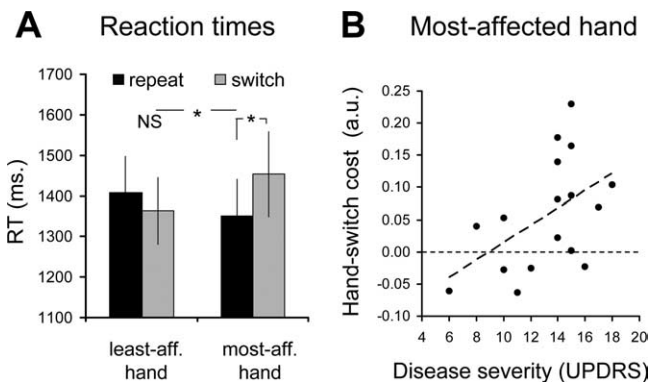 A Reaction times
1700
1600
1500
1400
1300
1200
1100
RT (ms.)
repeat switch
NS * *
least-aff. hand
most-aff. hand
B Most-affected hand
0.25
0.20
0.15
0.10
0.05
0.00
-0.05
-0.10
Hand-switch cost (a.u.)
4 6 8 10 12 14 16 18 20
Disease severity (UPDRS)